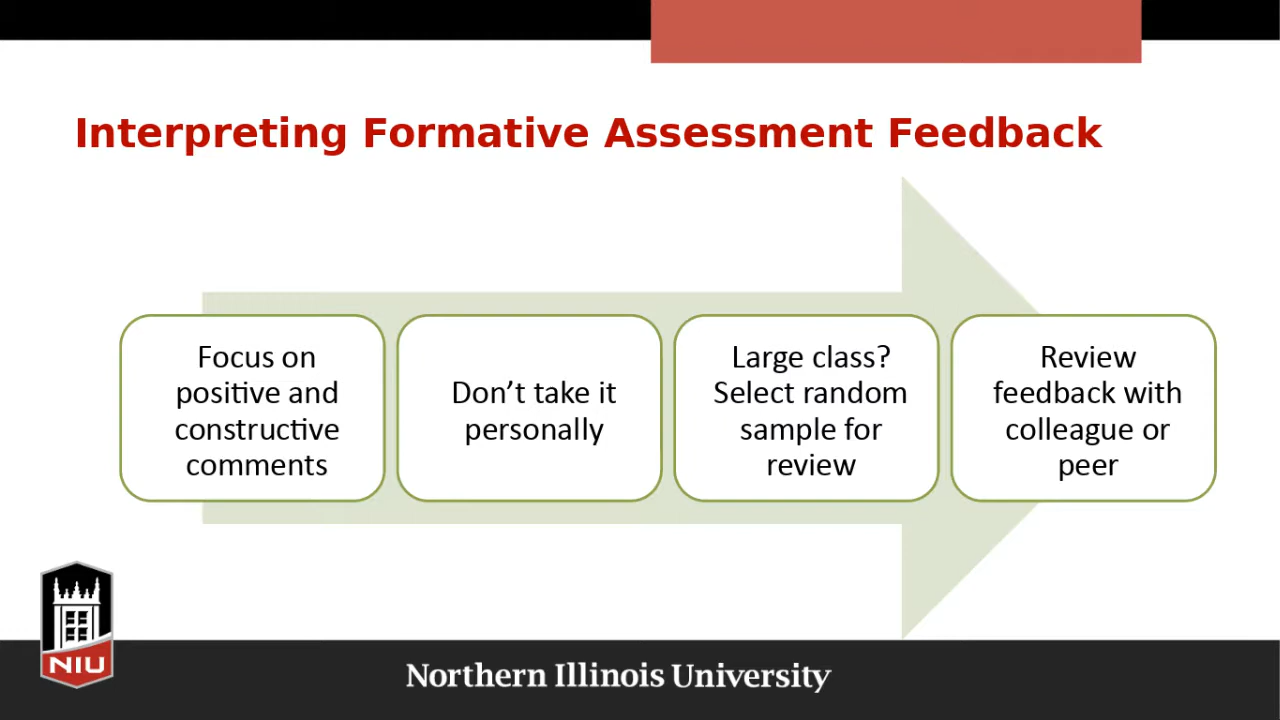 Interpreting Formative Assessment Feedback
Focus on
positive and
constructive
comments
Don’t take it
personally
Large class?
Select random
sample for
review
Review
feedback with
colleague or
peer
NIU
Northern Illinois University